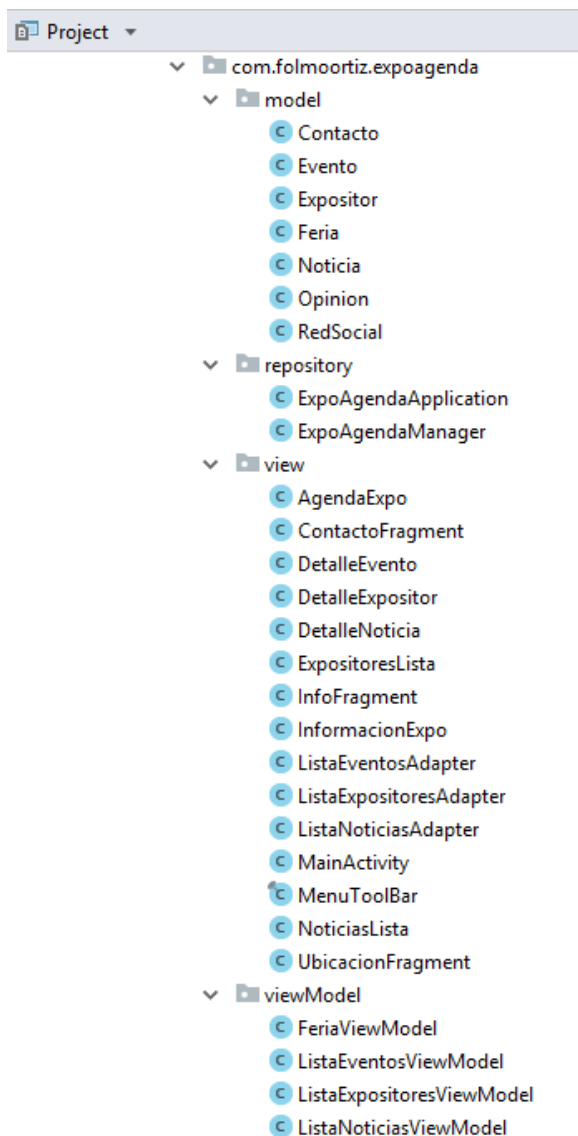 Project
com.folmoortiz.expoagenda
model
C Contacto
C Evento
C Expositor
C Feria
C Noticia
C Opinion
C RedSocial
repository
C ExpoAgendaApplication
C ExpoAgendaManager
view
C AgendaExpo
C ContactoFragment
C DetalleEvento
C DetalleExpositor
C DetalleNoticia
C ExpositoresLista
C InfoFragment
C InformacionExpo
C ListaEventosAdapter
C ListaExpositoresAdapter
C ListaNoticiasAdapter
C MainActivity
C MenuToolBar
C NoticiasLista
C UbicacionFragment
viewModel
C FeriaViewModel
C ListaEventosViewModel
C ListaExpositoresViewModel
C ListaNoticiasViewModel